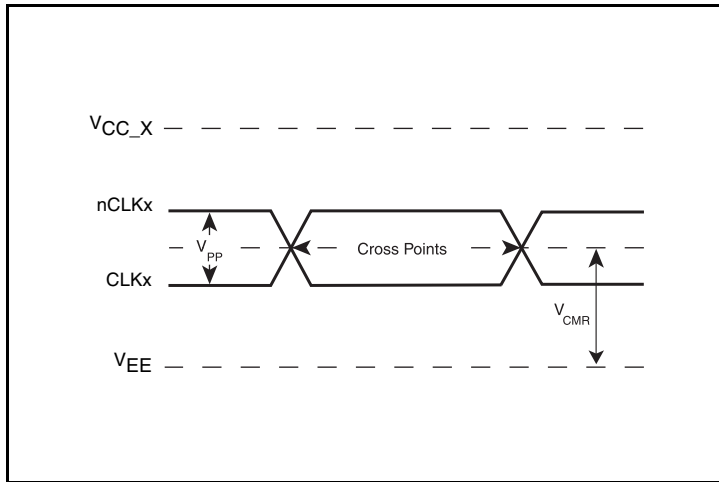 VCC_X
nCLKx
VPP
Cross Points
CLKx
VCMR
VEE